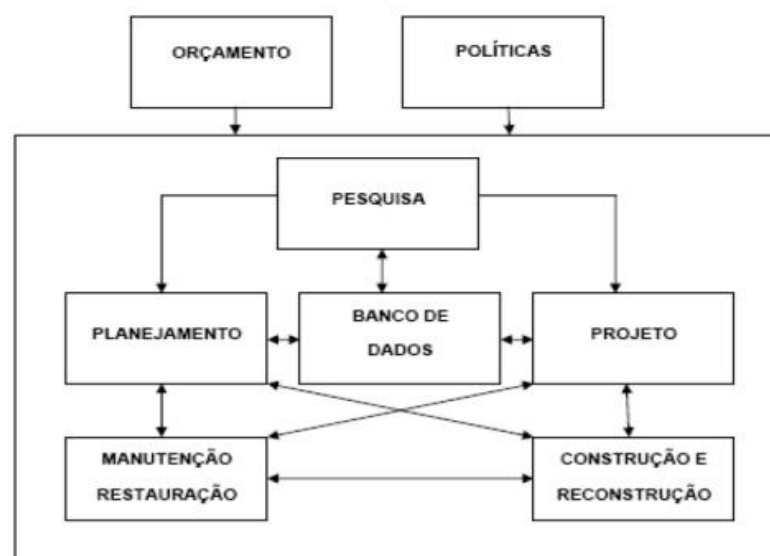 ORÇAMENTO
POLÍTICAS
PESQUISA
PLANEJAMENTO
BANCO DE
DADOS
PROJETO
MANUTENÇÃO
RESTAURAÇÃO
CONSTRUÇÃO E
RECONSTRUÇÃO